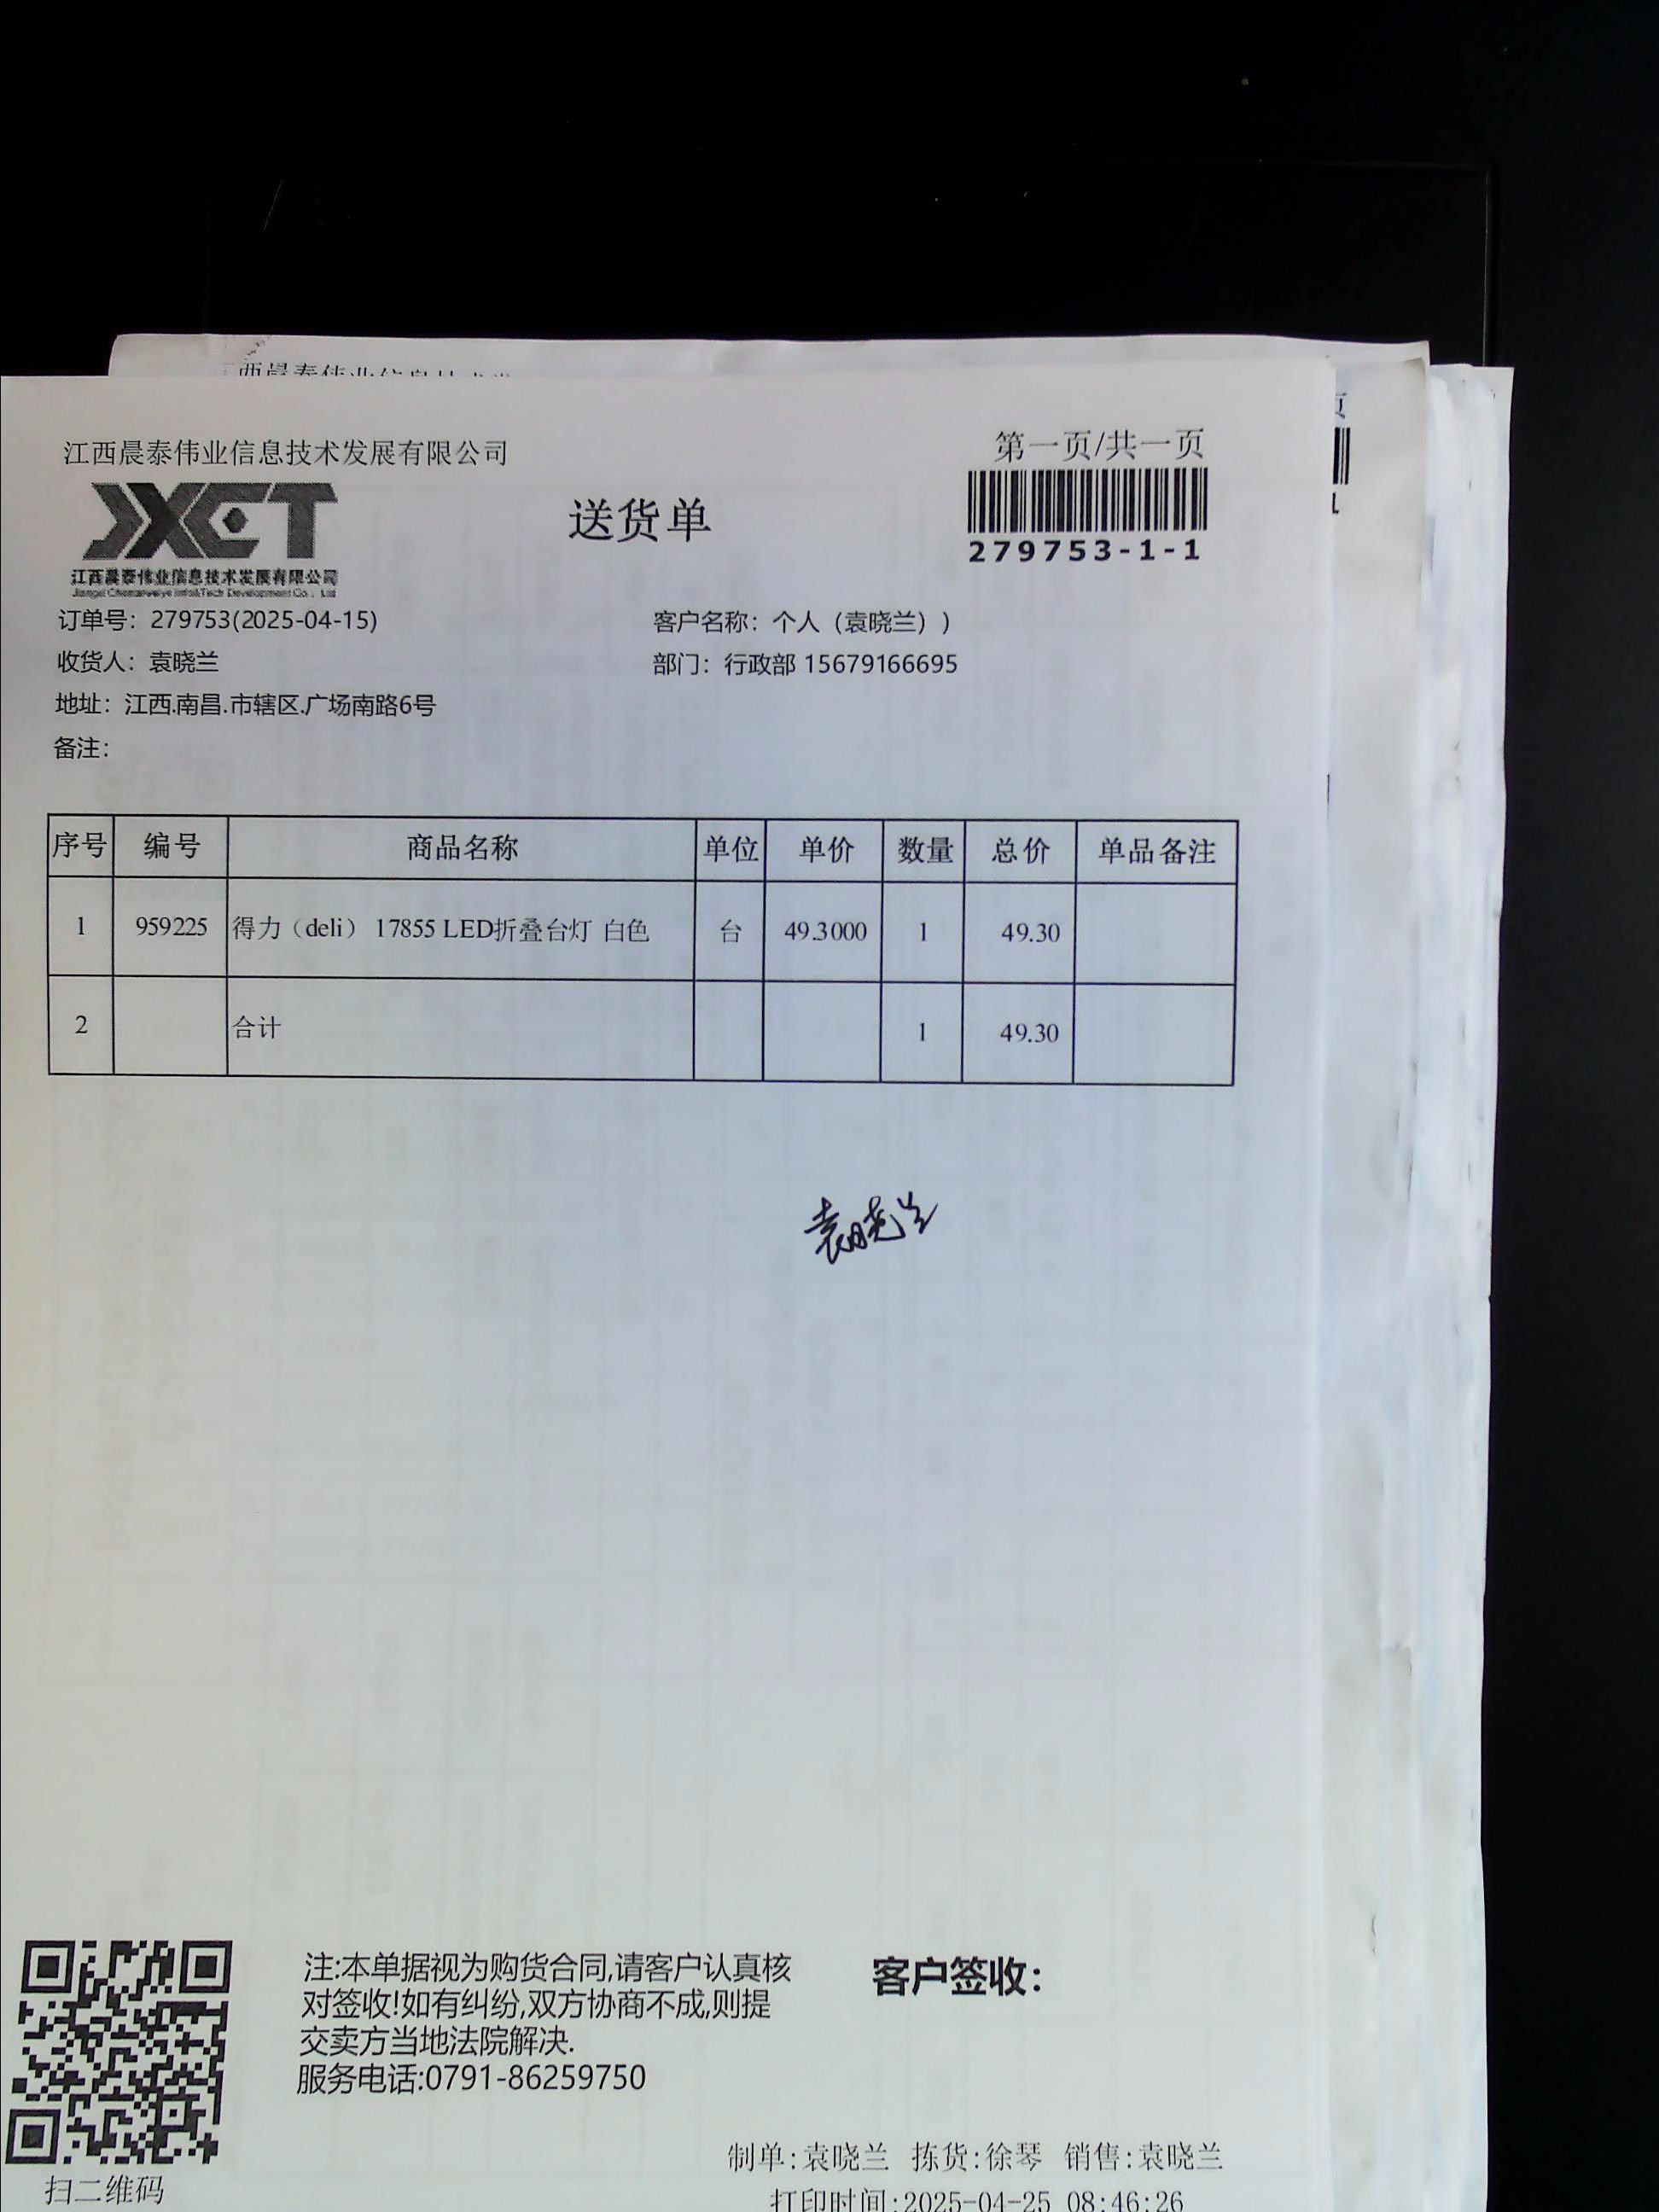 江西晨泰伟业信息技术发展有限公司
第一页/共一页
JXCT
江西晨泰伟业信息技术发展有限公司
送货单
279753-1-1
订单号：279753(2025-04-15)
客户名称：个人（袁晓兰））
收货人：袁晓兰
部门：行政部 15679166695
地址：江西.南昌.市辖区.广场南路6号
备注：
序号 编号 商品名称 单位 单价 数量 总价 单品备注
1 959225 得力（deli） 17855 LED折叠台灯 白色 台 49.3000 1 49.30
2 合计 1 49.30
袁晓兰
注:本单据视为购货合同,请客户认真核
对签收!如有纠纷,双方协商不成,则提
交卖方当地法院解决.
服务电话:0791-86259750
客户签收：
扫二维码
制单:袁晓兰 拣货:徐琴 销售:袁晓兰
打印时间:2025-04-25 08:46:26